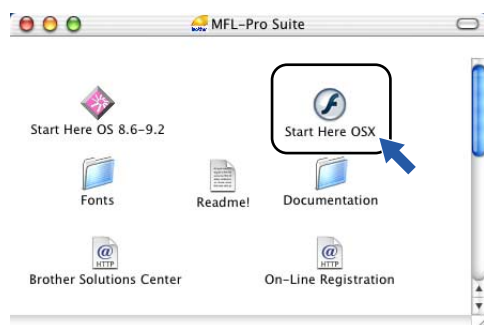 MFL-Pro Suite
Start Here OS 8.6-9.2
Start Here OSX
Fonts
Readme!
Documentation
@
HTTP
@
HTTP
Brother Solutions Center
On-Line Registration